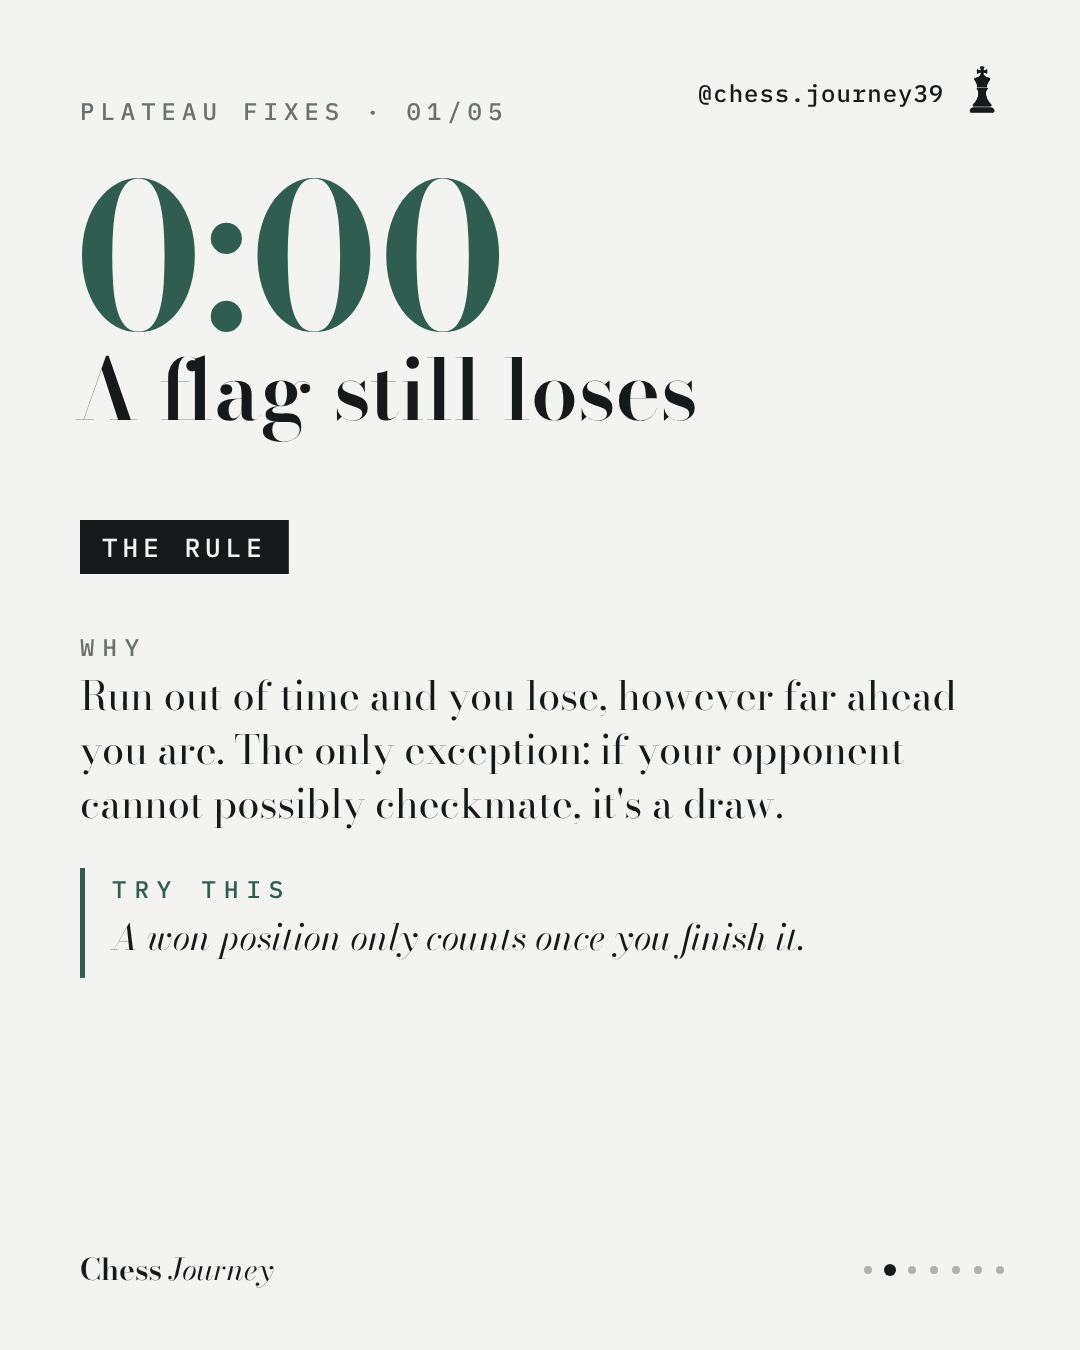 PLATEAU FIXES · 01/05
@chess.journey39
0:00
A flag still loses
THE RULE
WHY
Run out of time and you lose, however far ahead
you are. The only exception: if your opponent
cannot possibly checkmate, it's a draw.
TRY THIS
A won position only counts once you finish it.
Chess Journey